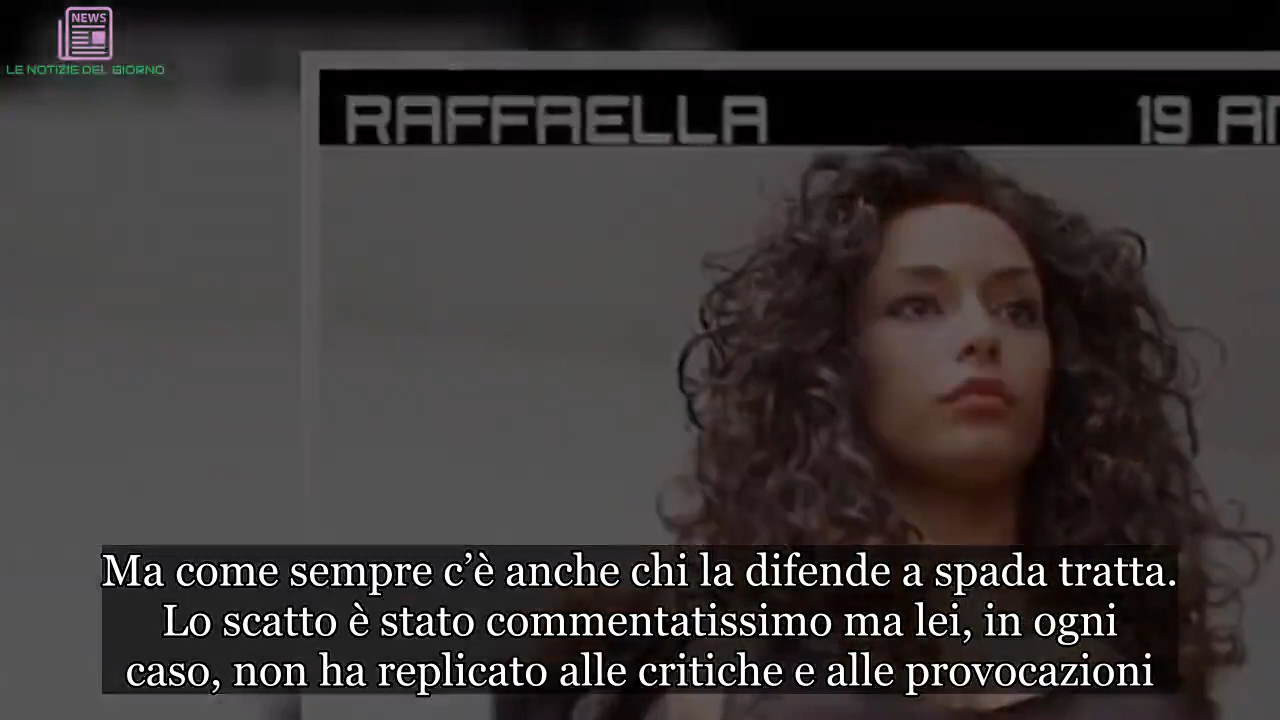 NEWS
LE NOTIZIE DEL GIORNO
RAFFAELLA
19
Ma come sempre c’è anche chi la difende a spada tratta.
Lo scatto è stato commentatissimo ma lei, in ogni
caso, non ha replicato alle critiche e alle provocazioni